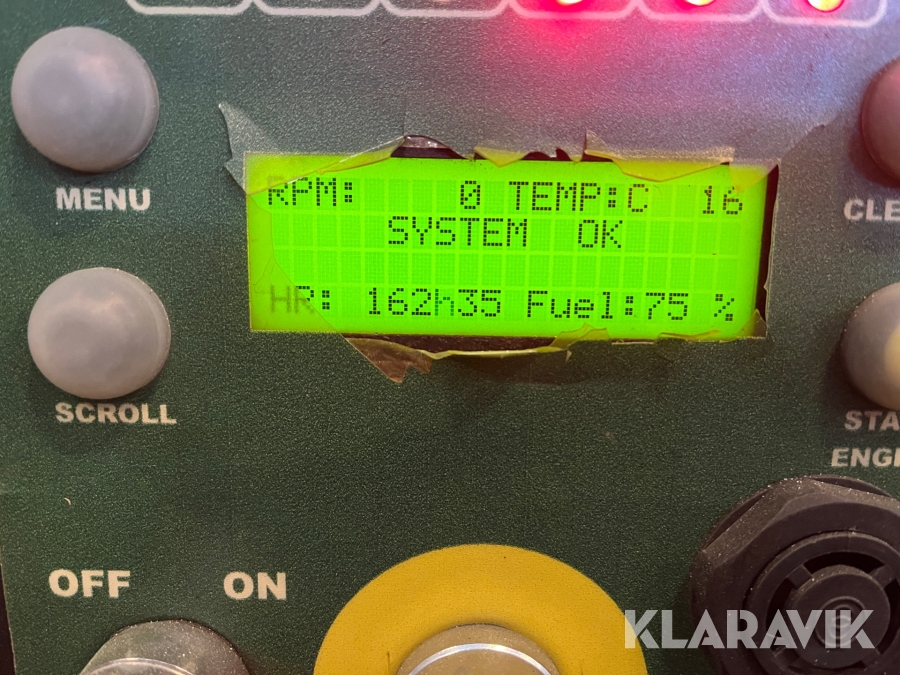 RPM: 0 TEMP:C 16
SYSTEM OK
HR: 162h35 Fuel:75 %
MENU
SCROLL
OFF ON
KLARAVIK